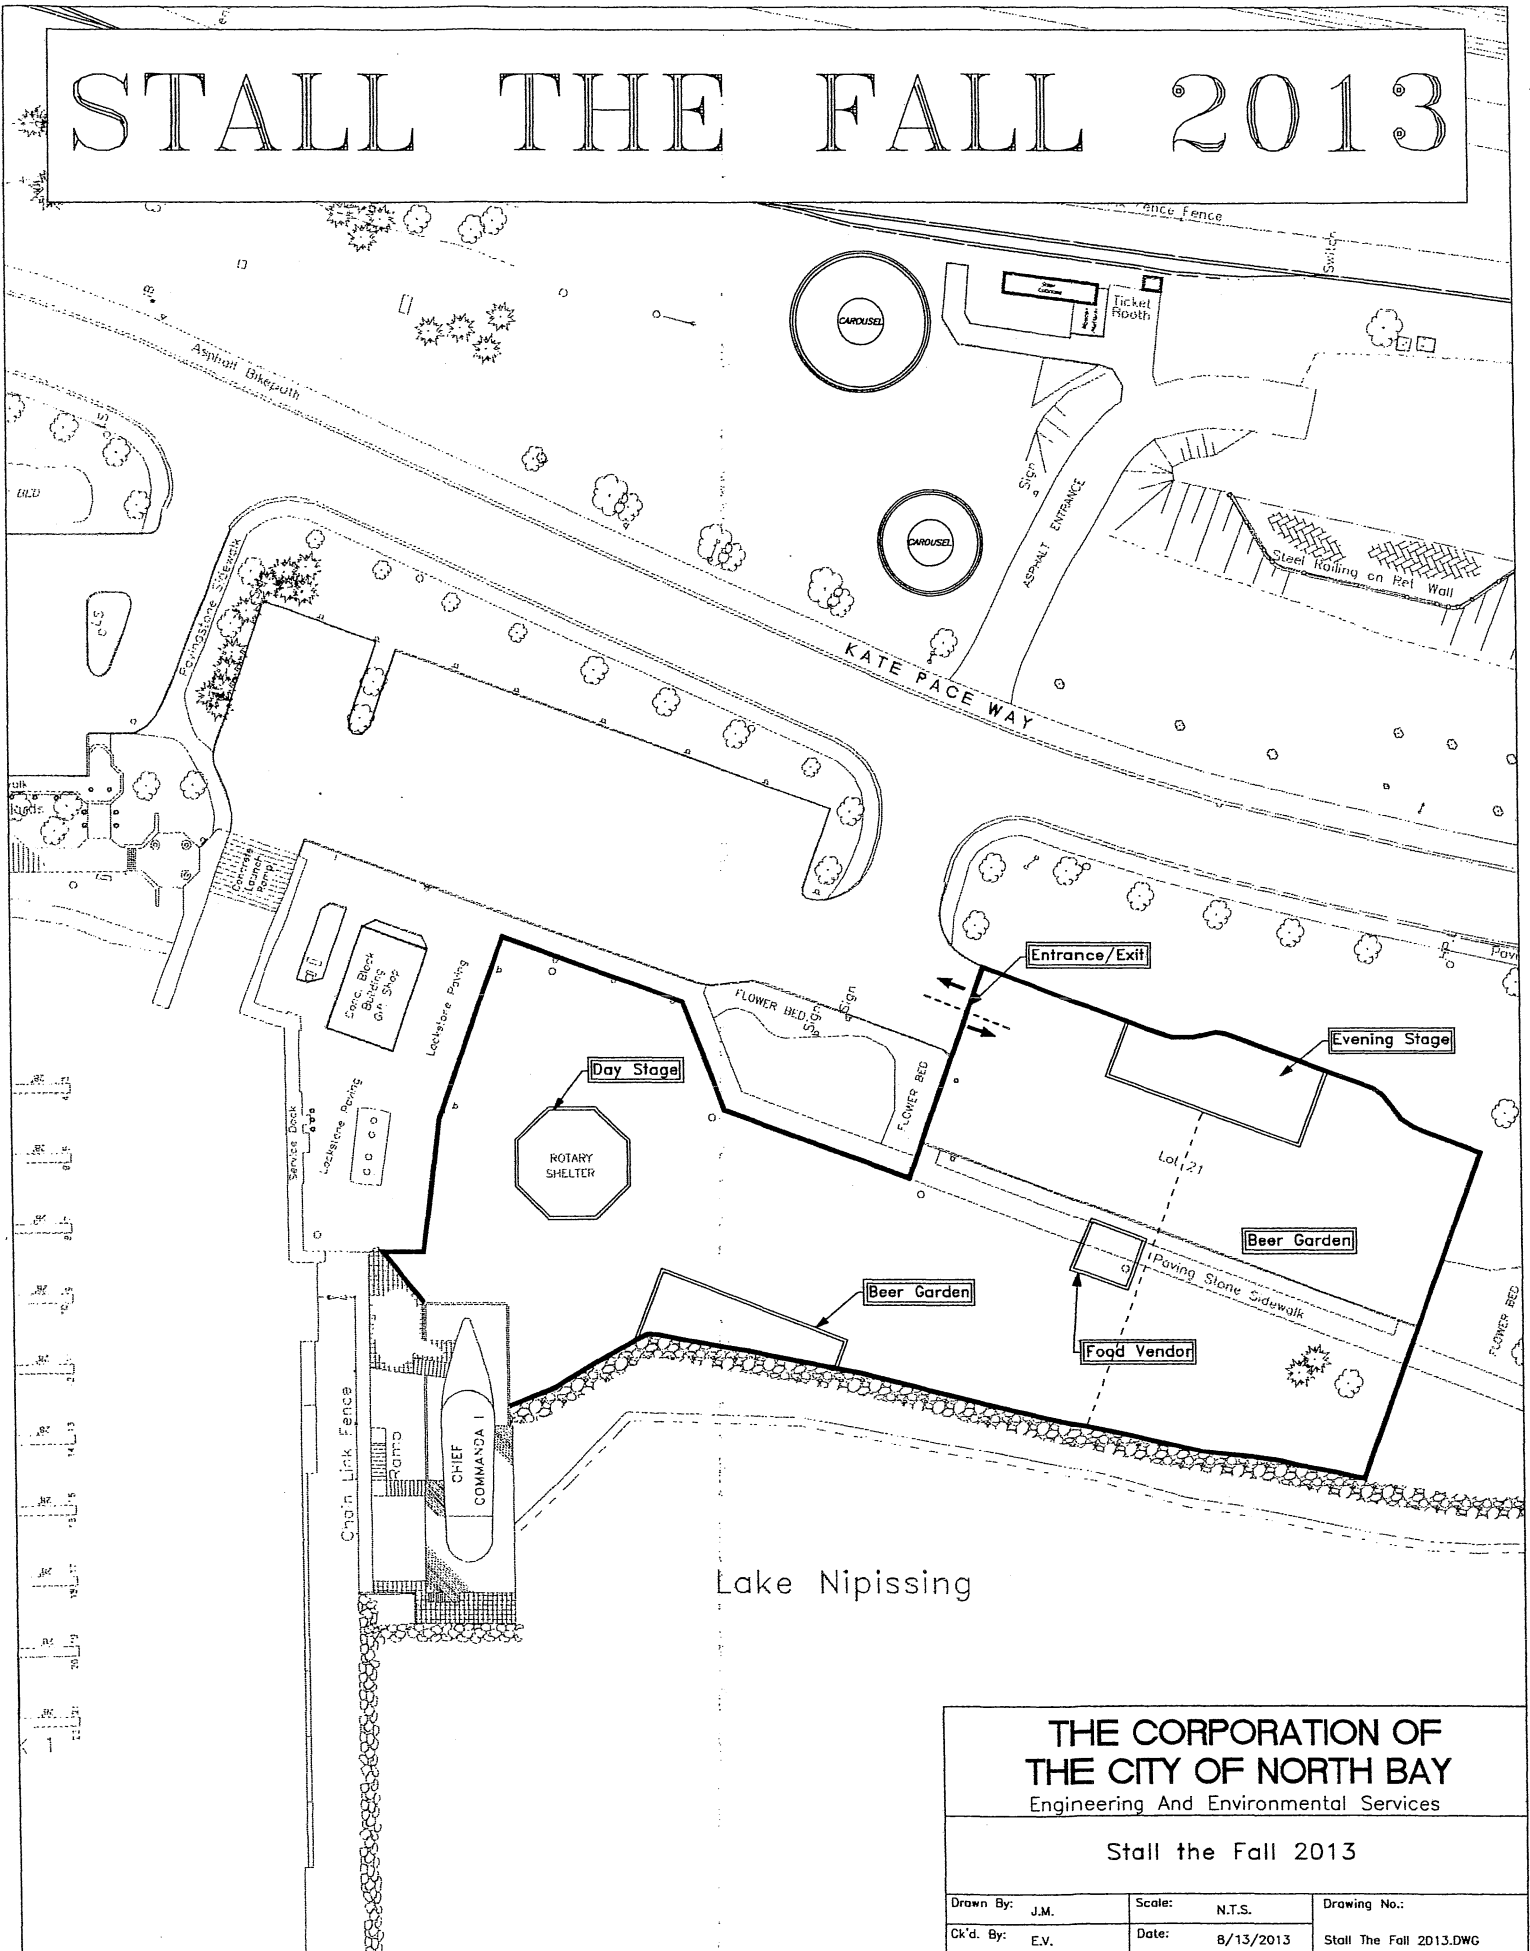 STALL THE FALL 2013
Fence Fence
Switch
CAROUSEL
Ticket
Booth
Asphalt Bikepath
Sign
ASPHALT ENTRANCE
CAROUSEL
Steel Railing on Ret Wall
BED
Pavingstone Sidewalk
KATE PACE WAY
Concrete
Launch
Ramp
Entrance/Exit
Conc. Block
Building
Gift Shop
Lockstone Paving
FLOWER BED
Sign
Sign
Evening Stage
Day Stage
FLOWER BED
Lockstone Paving
Service Dock
ROTARY
SHELTER
Lot 21
Beer Garden
Paving Stone Sidewalk
Beer Garden
FLOWER BED
Food Vendor
Chain Link Fence
Ramp
CHIEF
COMMANDA I
Lake Nipissing
THE CORPORATION OF
THE CITY OF NORTH BAY
Engineering And Environmental Services
Stall the Fall 2013
Drawn By: J.M.
Scale: N.T.S.
Drawing No.:
Ck'd. By: E.V.
Date: 8/13/2013
Stall The Fall 2013.DWG